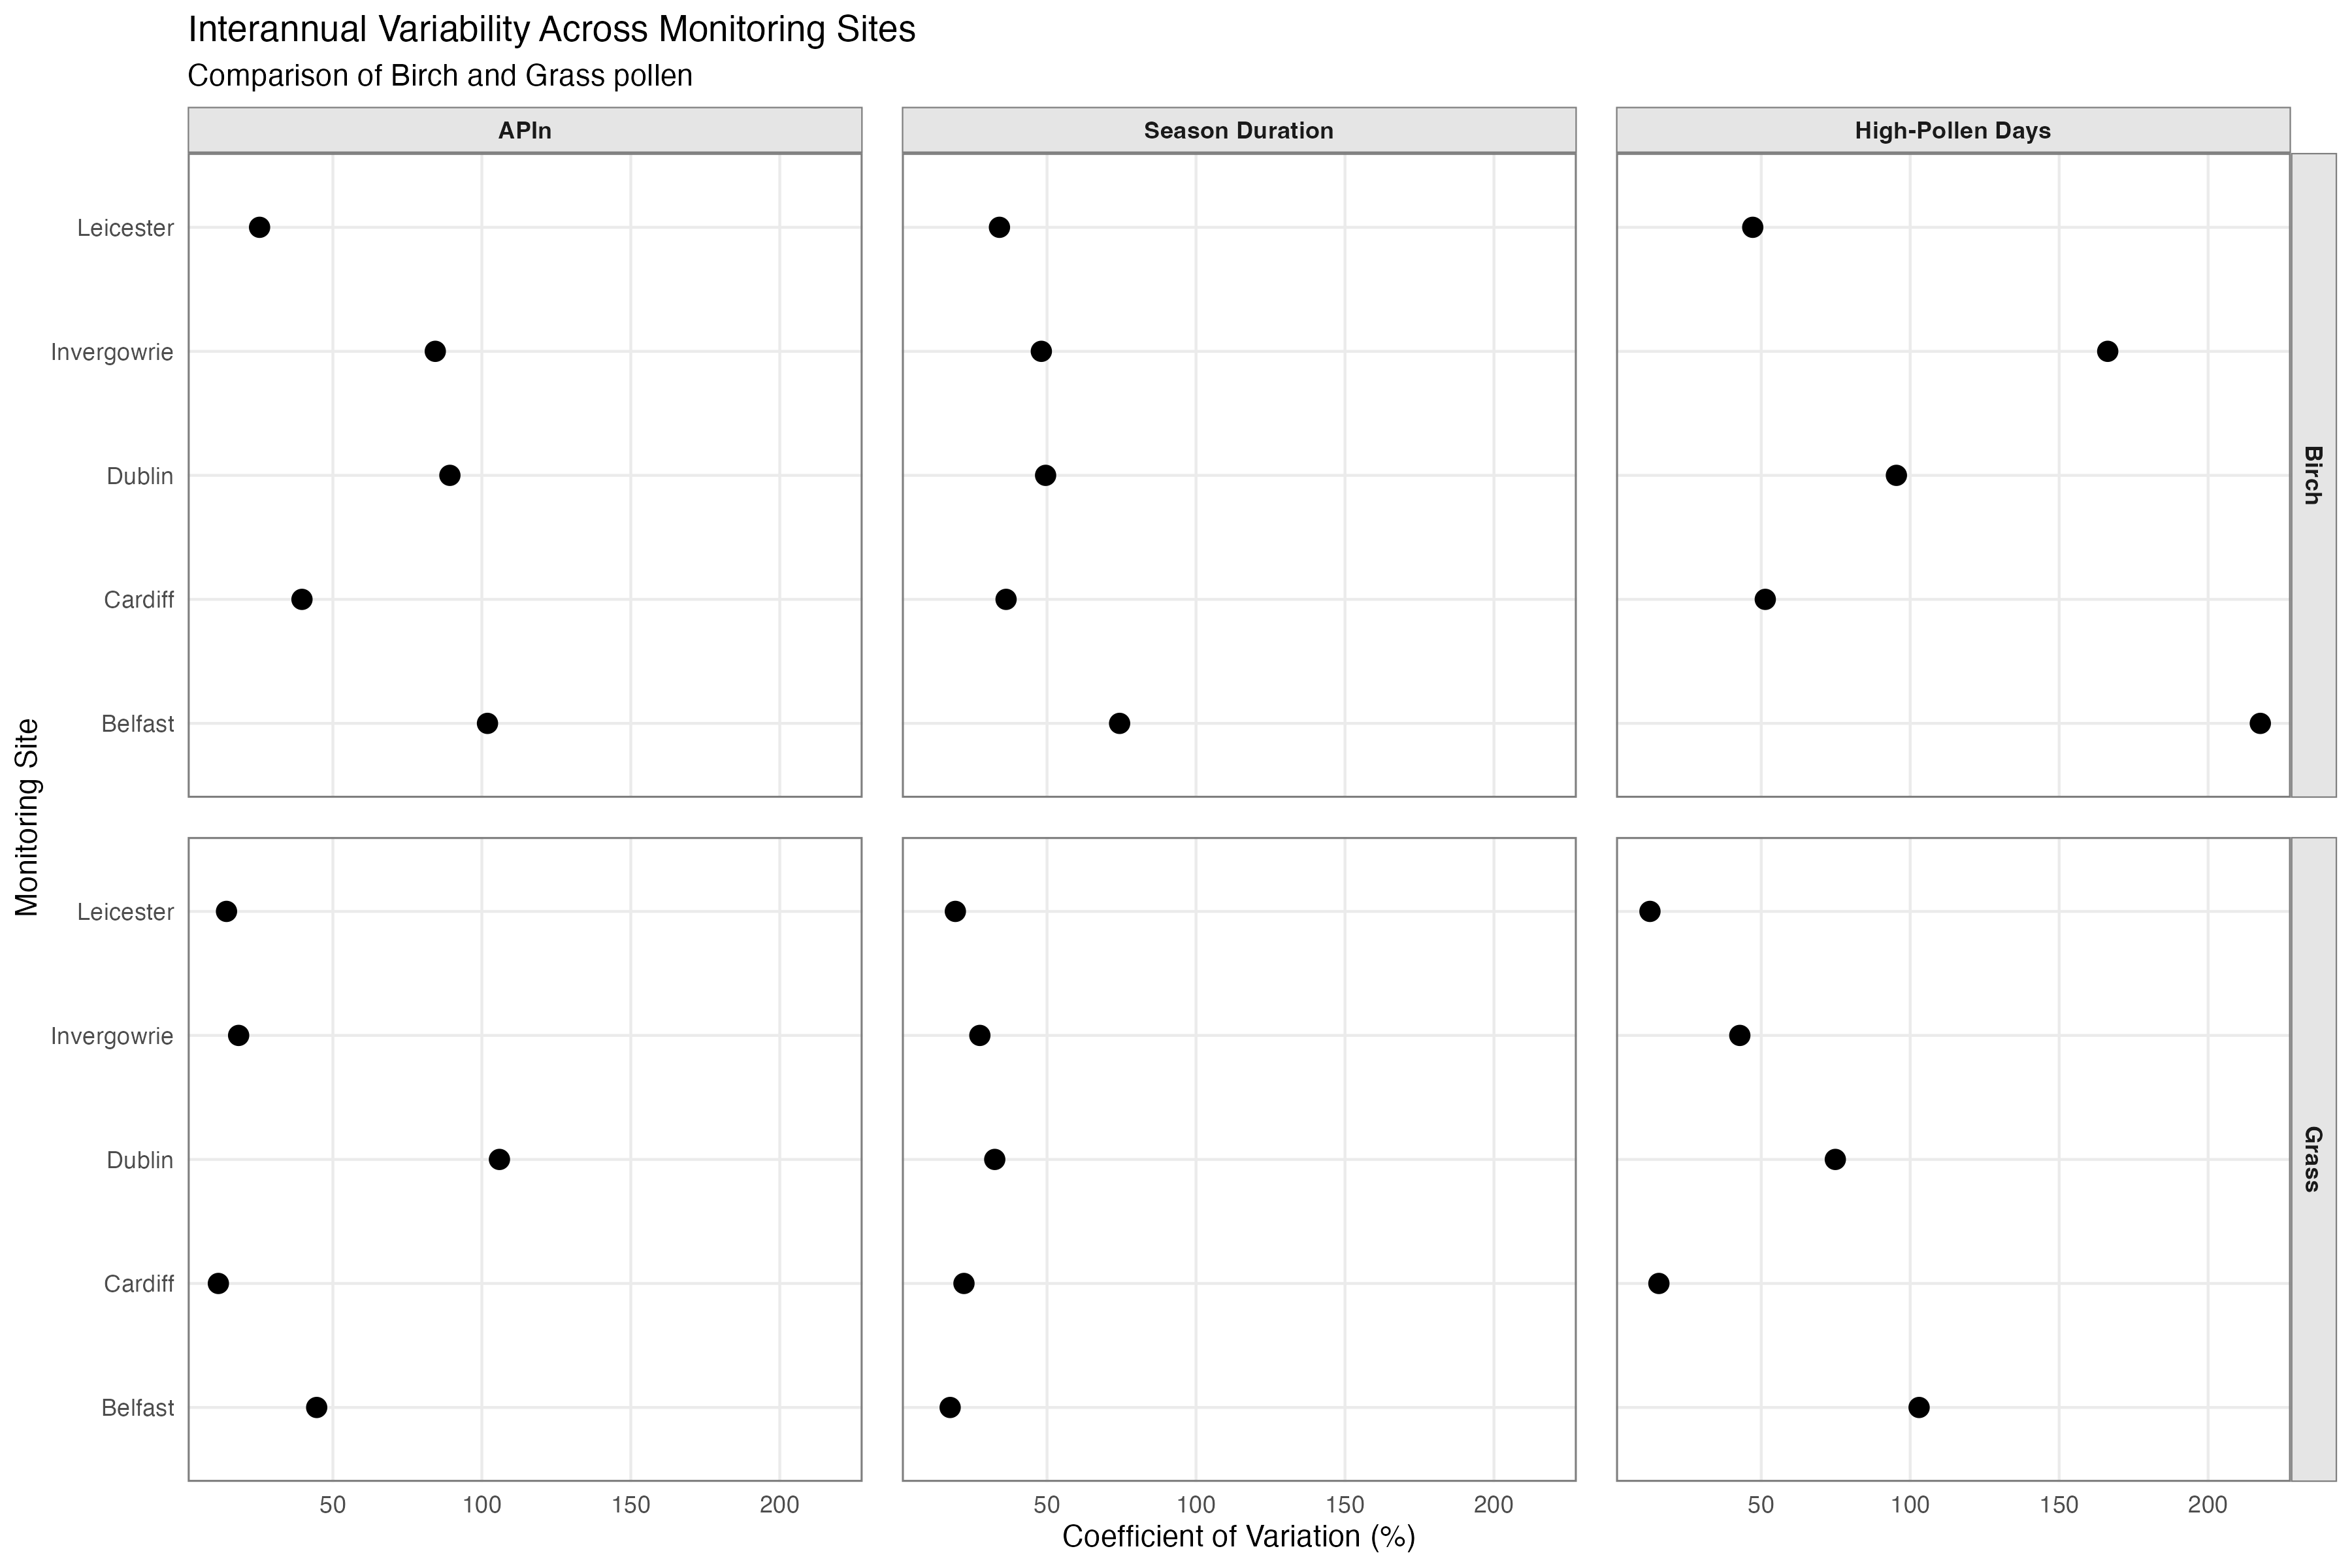 Interannual Variability Across Monitoring Sites
Comparison of Birch and Grass pollen
APIn
Season Duration
High-Pollen Days
Monitoring Site
Leicester
Invergowrie
Dublin
Cardiff
Belfast
Birch
Leicester
Invergowrie
Dublin
Cardiff
Belfast
Grass
50 100 150 200
50 100 150 200
50 100 150 200
Coefficient of Variation (%)